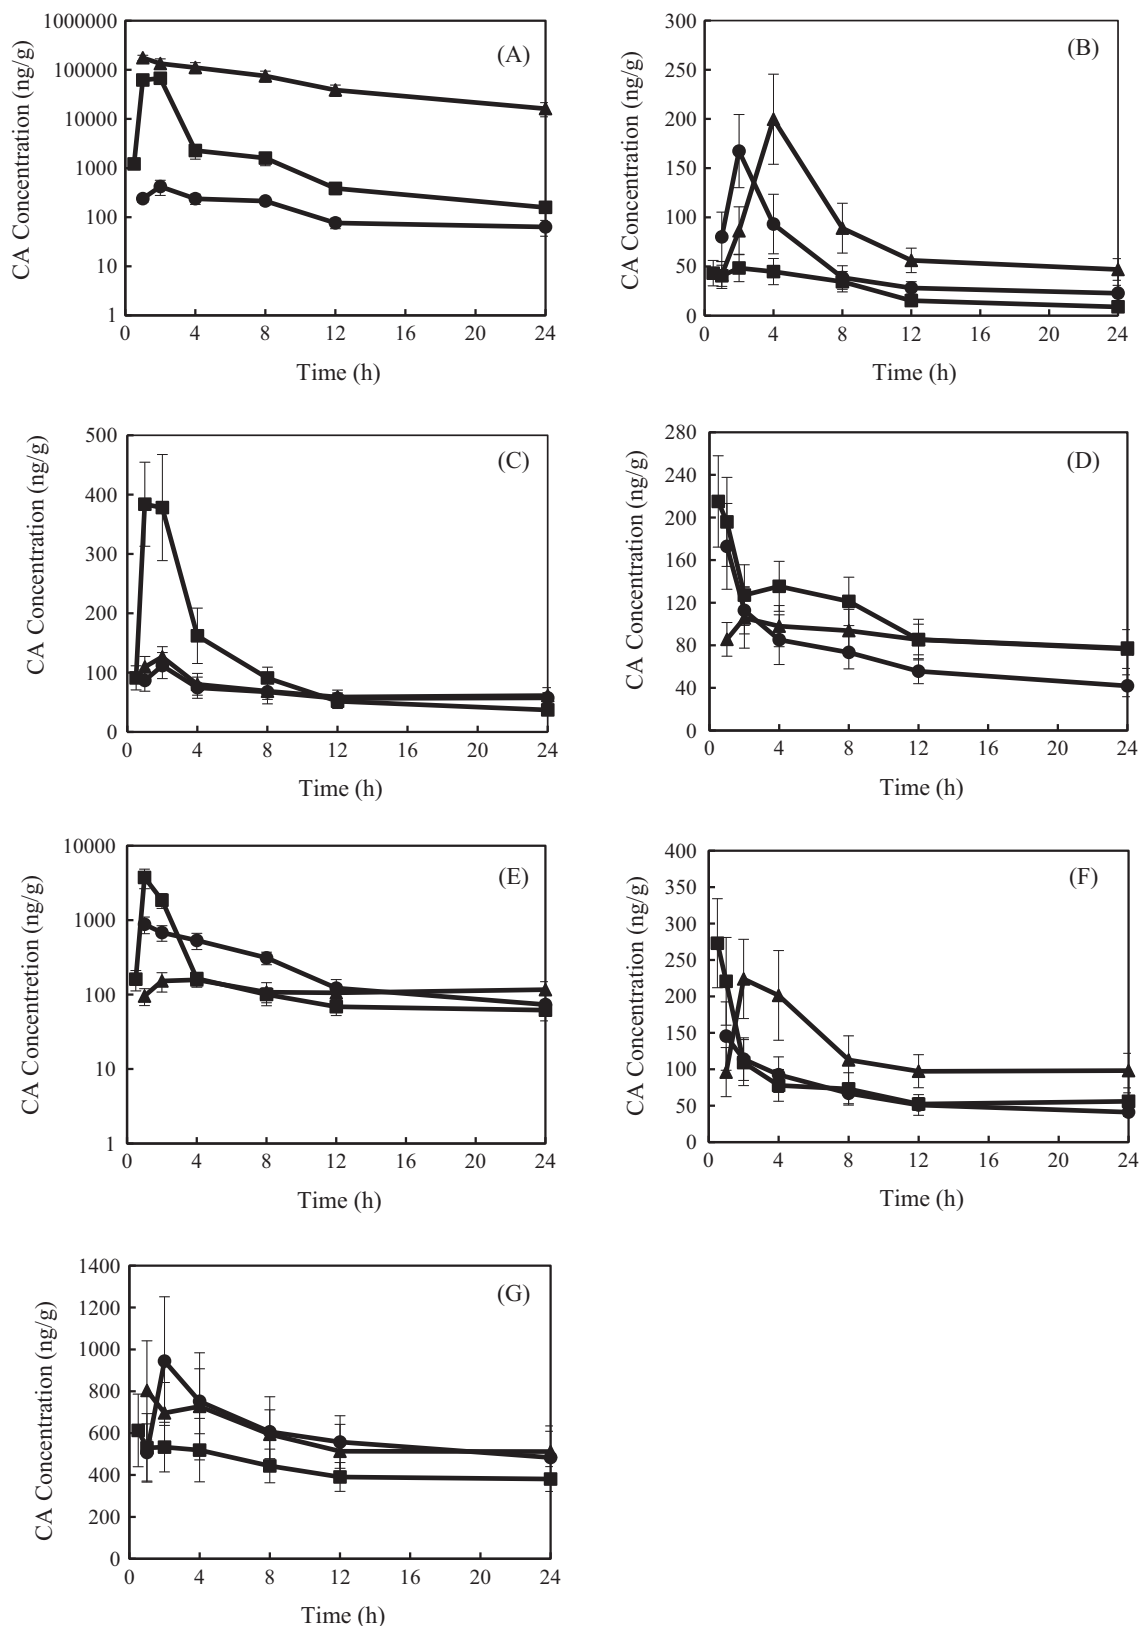 (A)
CA Concentration (ng/g)
1000000
100000
10000
1000
100
10
1
0 4 8 12 16 20 24
Time (h)
(B)
CA Concentration (ng/g)
300
250
200
150
100
50
0
0 4 8 12 16 20 24
Time (h)
(C)
CA Concentration (ng/g)
500
400
300
200
100
0
0 4 8 12 16 20 24
Time (h)
(D)
CA Concentration (ng/g)
280
240
200
160
120
80
40
0
0 4 8 12 16 20 24
Time (h)
(E)
CA Concentretion (ng/g)
10000
1000
100
10
1
0 4 8 12 16 20 24
Time (h)
(F)
CA Concentration (ng/g)
400
350
300
250
200
150
100
50
0
0 4 8 12 16 20 24
Time (h)
(G)
CA Concentration (ng/g)
1400
1200
1000
800
600
400
200
0
0 4 8 12 16 20 24
Time (h)